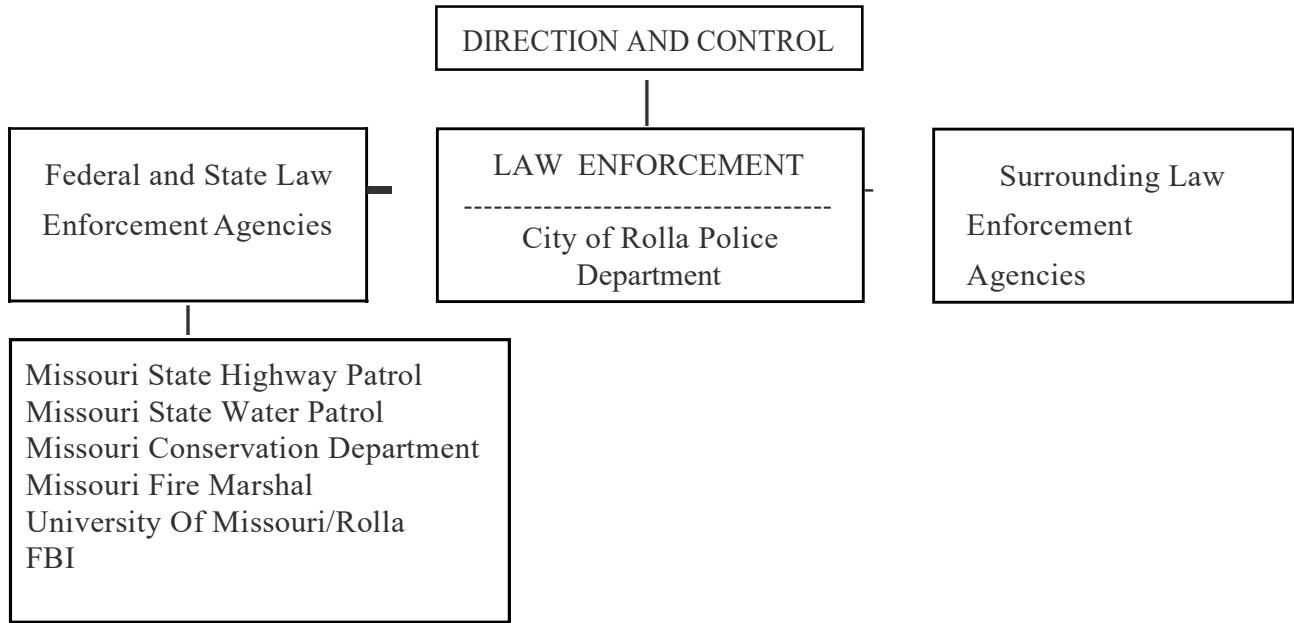 DIRECTION AND CONTROL
Federal and State Law
Enforcement Agencies
LAW ENFORCEMENT
-------------------------------------
City of Rolla Police
Department
Surrounding Law
Enforcement
Agencies
Missouri State Highway Patrol
Missouri State Water Patrol
Missouri Conservation Department
Missouri Fire Marshal
University Of Missouri/Rolla
FBI